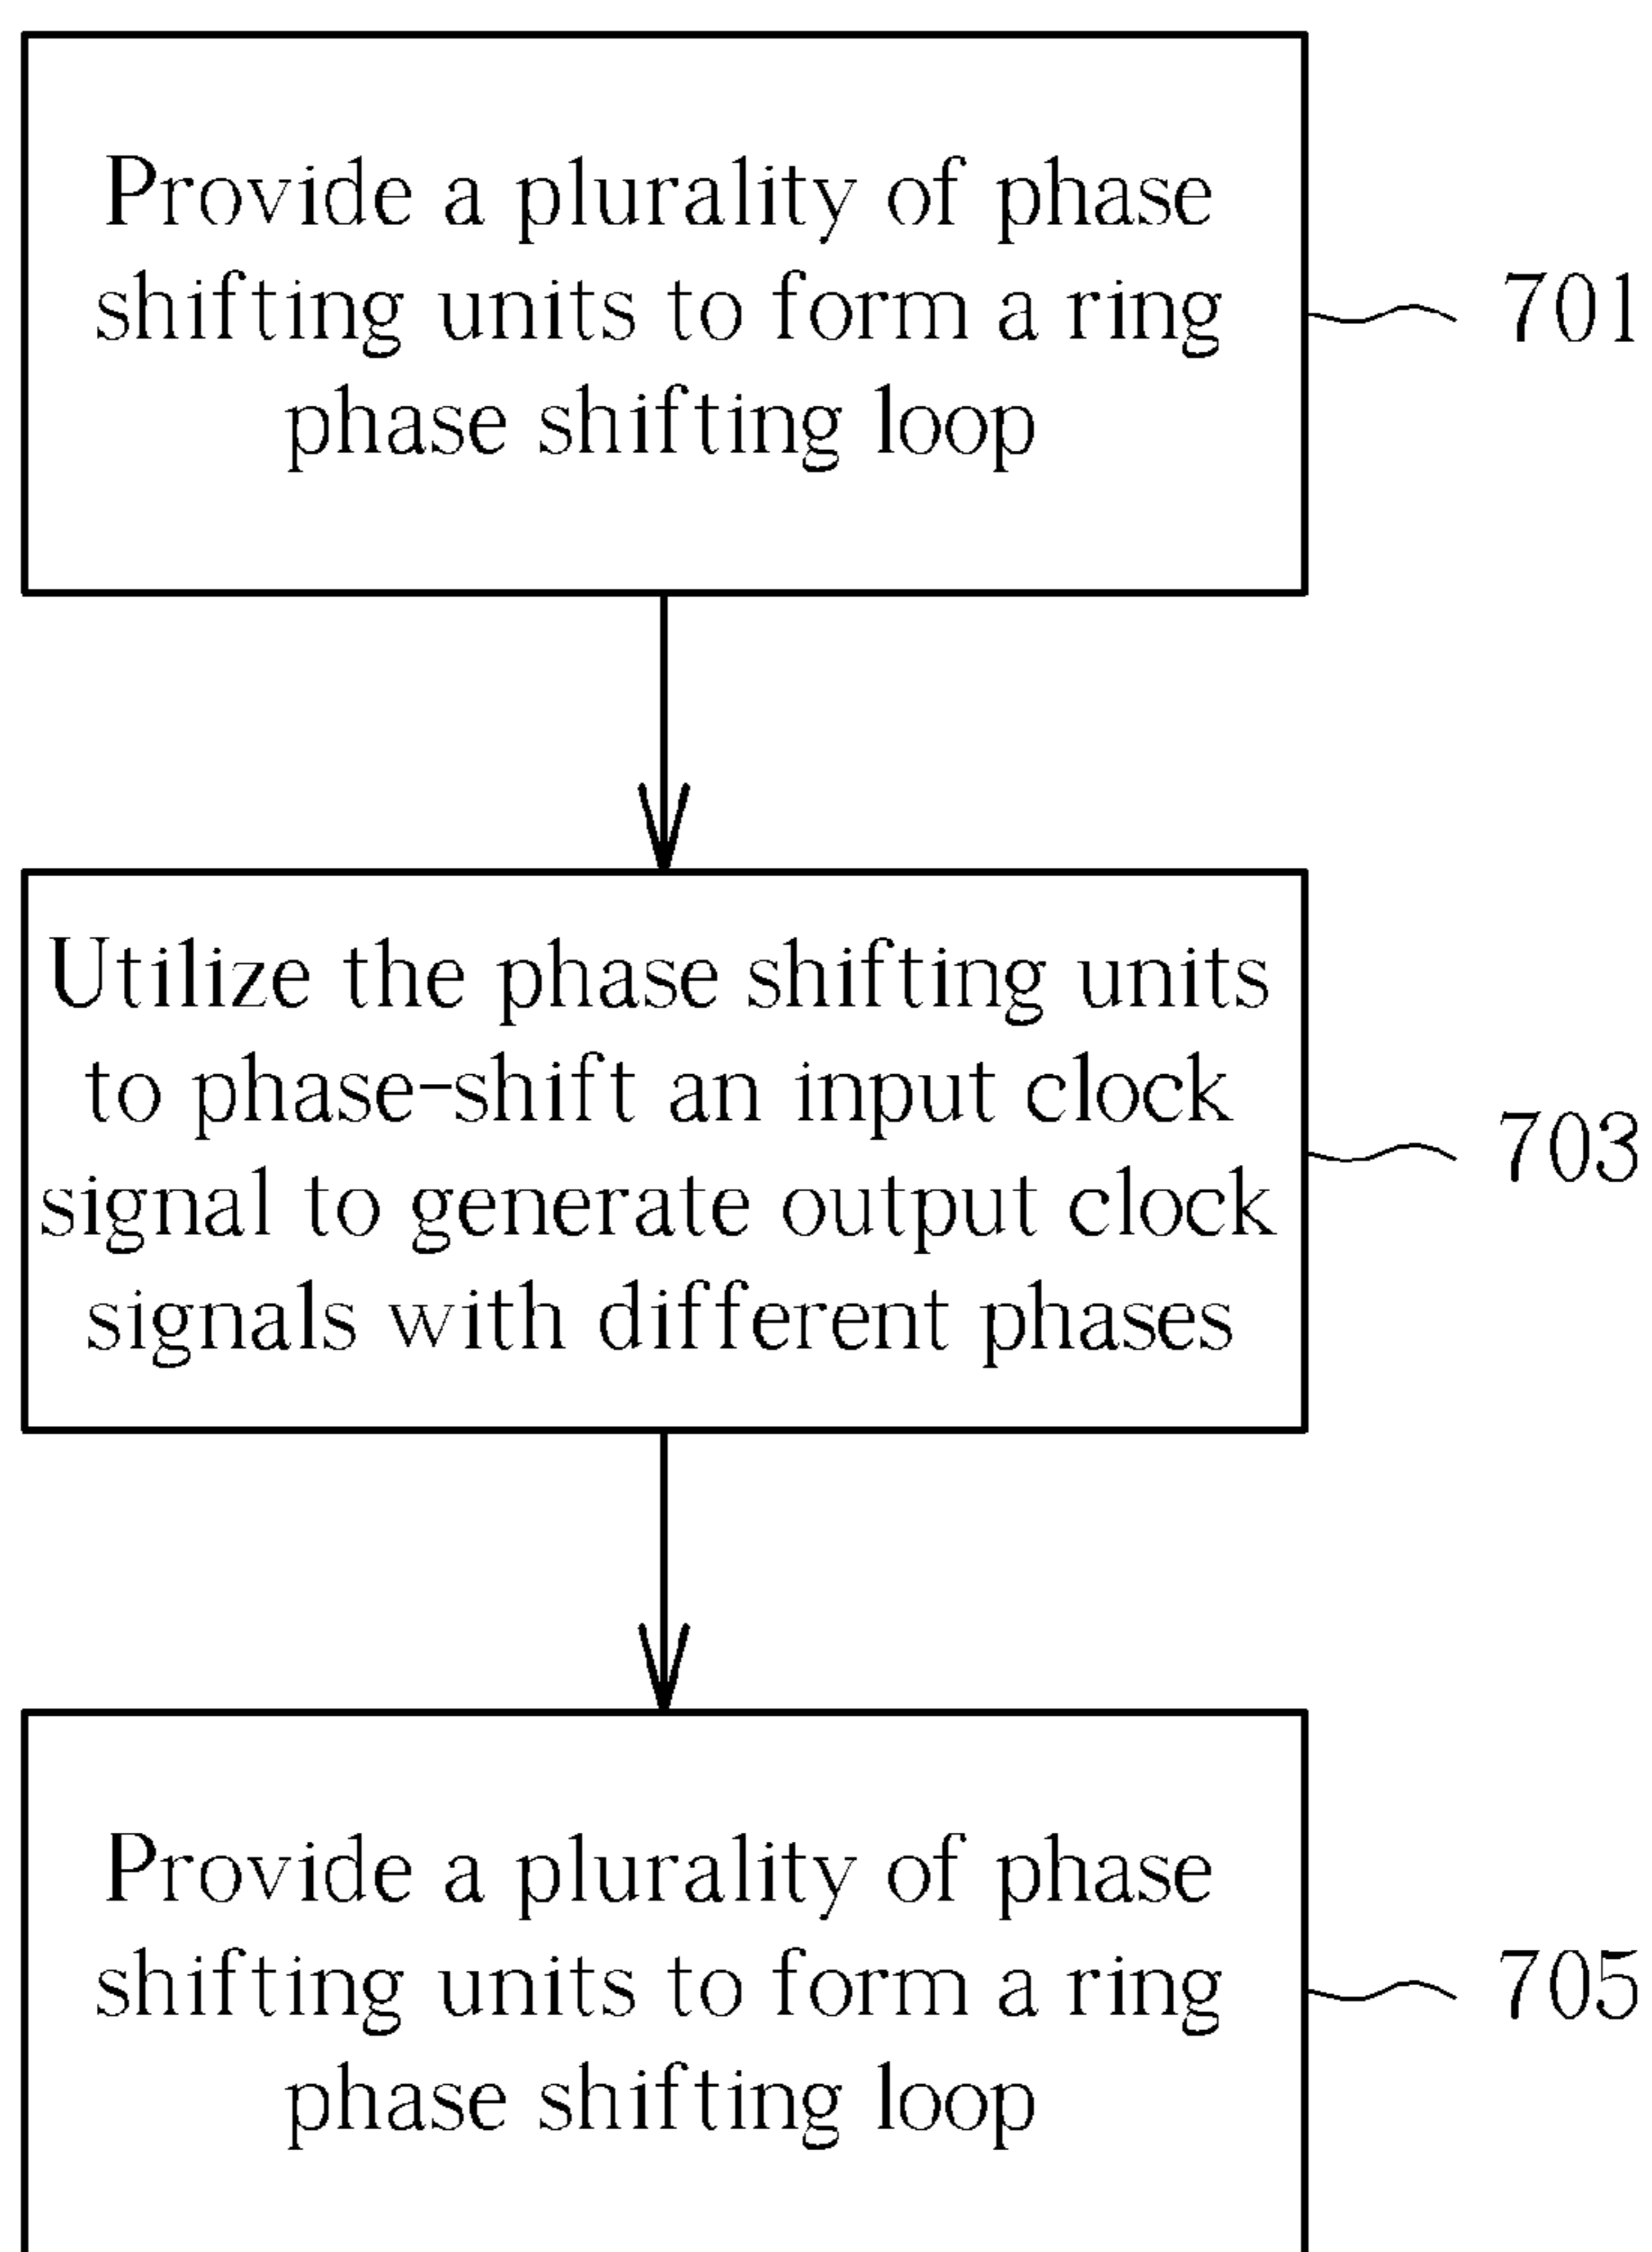 Provide a plurality of phase
shifting units to form a ring
phase shifting loop
701
Utilize the phase shifting units
to phase-shift an input clock
signal to generate output clock
signals with different phases
703
Provide a plurality of phase
shifting units to form a ring
phase shifting loop
705